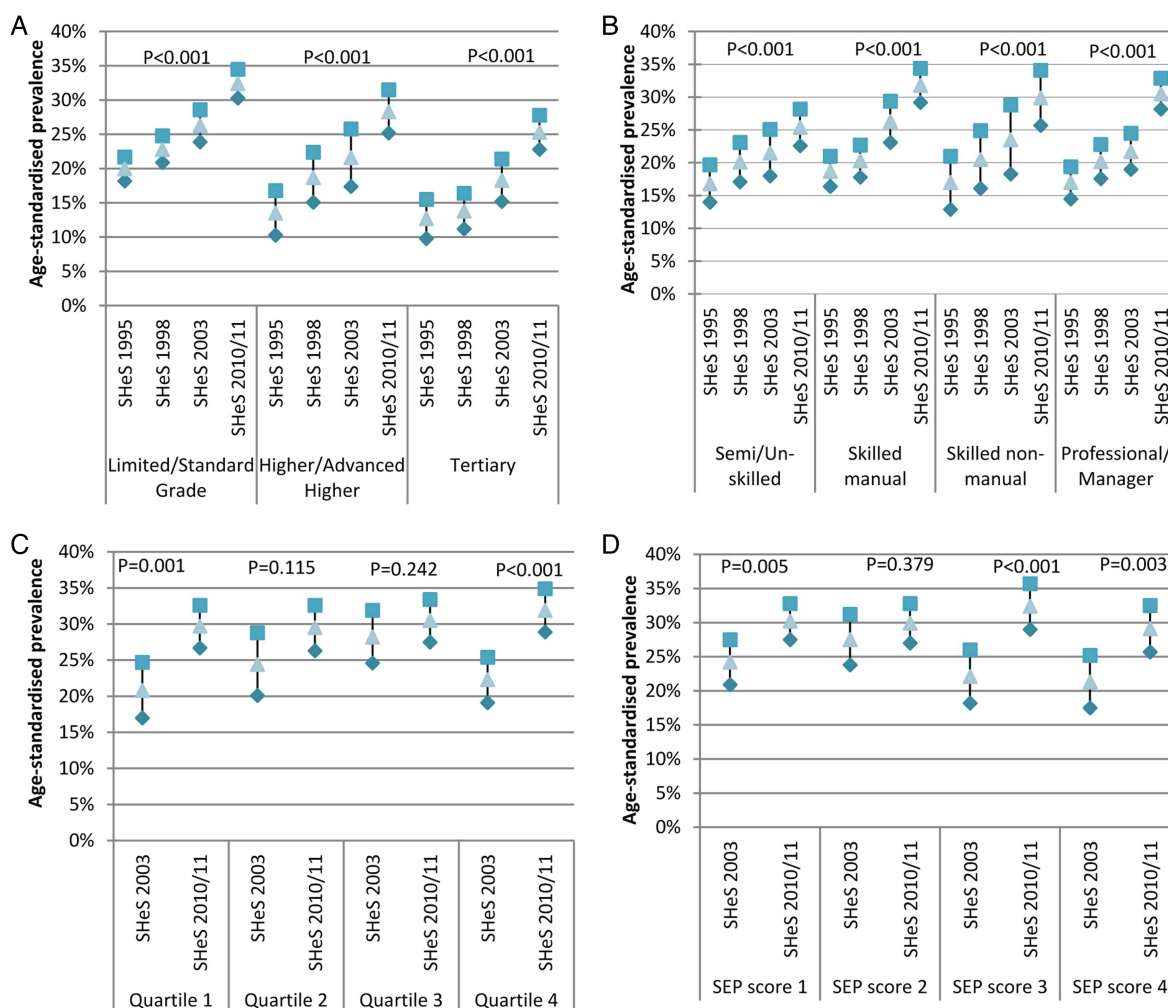 A
Age-standardised prevalence
40%
35%
30%
25%
20%
15%
10%
5%
0%
P<0.001
P<0.001
P<0.001
SHeS 1995
SHeS 1998
SHeS 2003
SHeS 2010/11
SHeS 1995
SHeS 1998
SHeS 2003
SHeS 2010/11
SHeS 1995
SHeS 1998
SHeS 2003
SHeS 2010/11
Limited/Standard
Grade
Higher/Advanced
Higher
Tertiary
B
Age-standardised prevalence
40%
35%
30%
25%
20%
15%
10%
5%
0%
P<0.001
P<0.001
P<0.001
P<0.001
SHeS 1995
SHeS 1998
SHeS 2003
SHeS 2010/11
SHeS 1995
SHeS 1998
SHeS 2003
SHeS 2010/11
SHeS 1995
SHeS 1998
SHeS 2003
SHeS 2010/11
SHeS 1995
SHeS 1998
SHeS 2003
SHeS 2010/11
Semi/Un-
skilled
Skilled
manual
Skilled non-
manual
Professional/
Manager
C
Age-standardised prevalence
40%
35%
30%
25%
20%
15%
10%
5%
0%
P=0.001
P=0.115
P=0.242
P<0.001
SHeS 2003
SHeS 2010/11
SHeS 2003
SHeS 2010/11
SHeS 2003
SHeS 2010/11
SHeS 2003
SHeS 2010/11
Quartile 1
Quartile 2
Quartile 3
Quartile 4
D
Age-standardised prevalence
40%
35%
30%
25%
20%
15%
10%
5%
0%
P=0.005
P=0.379
P<0.001
P=0.003
SHeS 2003
SHeS 2010/11
SHeS 2003
SHeS 2010/11
SHeS 2003
SHeS 2010/11
SHeS 2003
SHeS 2010/11
SEP score 1
SEP score 2
SEP score 3
SEP score 4